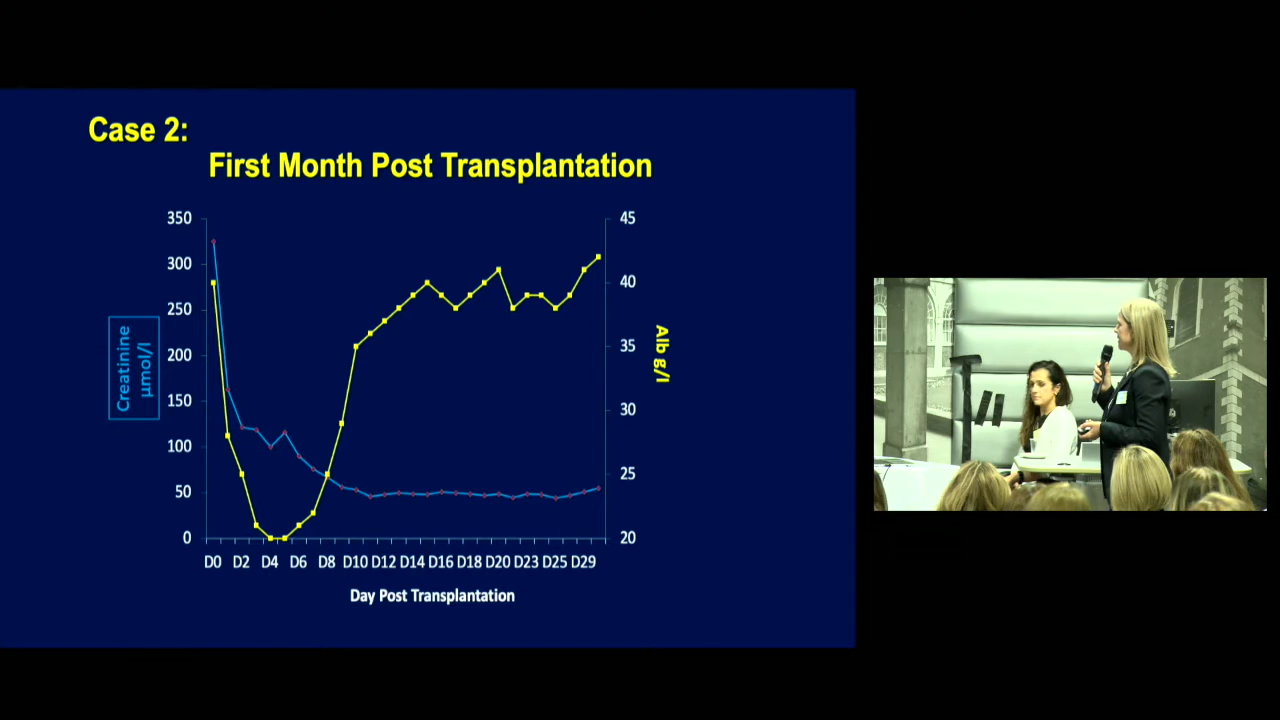 Case 2:
First Month Post Transplantation
350
300
250
200
150
100
50
0
Creatinine
µmol/l
45
40
35
30
25
20
Alb g/l
D0 D2 D4 D6 D8 D10 D12 D14 D16 D18 D20 D23 D25 D29
Day Post Transplantation